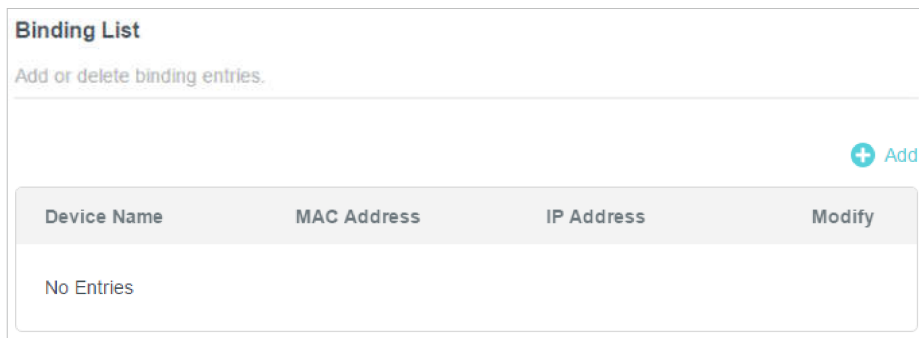 Binding List
Add or delete binding entries.
Add
Device Name MAC Address IP Address Modify
No Entries